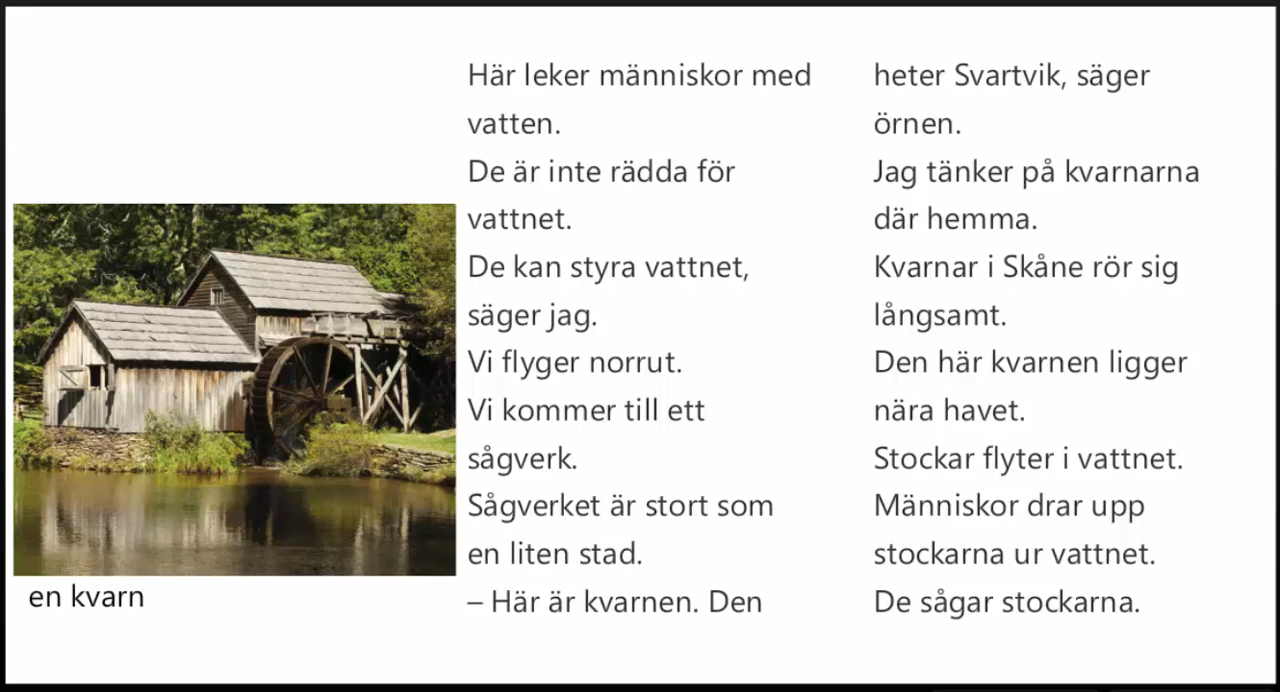 Här leker människor med
vatten.
De är inte rädda för
vattnet.
De kan styra vattnet,
säger jag.
Vi flyger norrut.
Vi kommer till ett
sågverk.
Sågverket är stort som
en liten stad.
– Här är kvarnen. Den
heter Svartvik, säger
örnen.
Jag tänker på kvarnarna
där hemma.
Kvarnar i Skåne rör sig
långsamt.
Den här kvarnen ligger
nära havet.
Stockar flyter i vattnet.
Människor drar upp
stockarna ur vattnet.
De sågar stockarna.
en kvarn